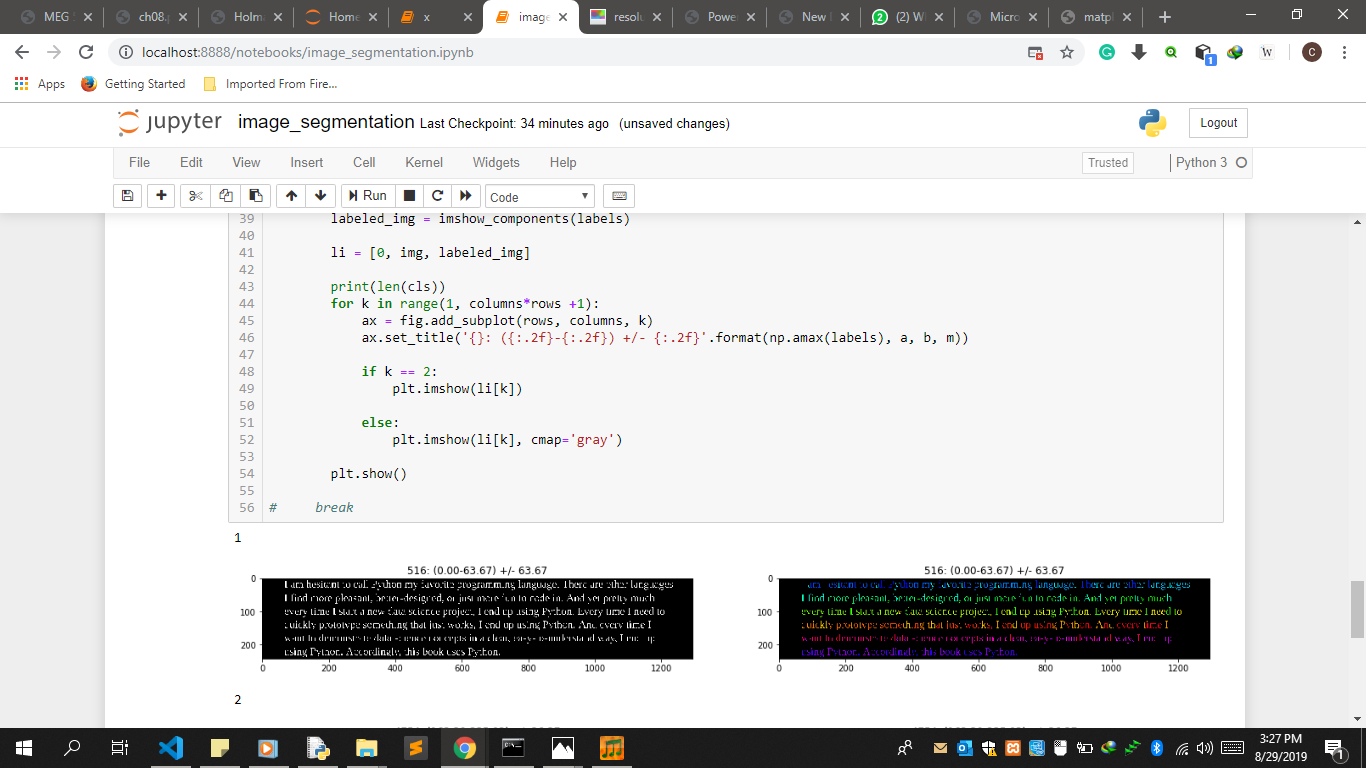 MEG
ch08.
Holm
Home
x
image
resolu
Power
New
(2) W
Micro
matpl
localhost:8888/notebooks/image_segmentation.ipynb
Apps Getting Started Imported From Fire...
jupyter image_segmentation Last Checkpoint: 34 minutes ago (unsaved changes) Logout
File Edit View Insert Cell Kernel Widgets Help Trusted Python 3
Run Code
39 labeled_img = imshow_components(labels)
40
41 li = [0, img, labeled_img]
42
43 print(len(cls))
44 for k in range(1, columns*rows +1):
45 ax = fig.add_subplot(rows, columns, k)
46 ax.set_title('{}: ({:.2f}-{:.2f}) +/- {:.2f}'.format(np.amax(labels), a, b, m))
47
48 if k == 2:
49 plt.imshow(li[k])
50
51 else:
52 plt.imshow(li[k], cmap='gray')
53
54 plt.show()
55
56 # break
1
516: (0.00-63.67) +/- 63.67
0
100
200
I am hesitant to call Python my favorite programming language. There are other languages
I find more pleasant, better-designed, or just more fun to code in. And yet pretty much
every time I start a new data science project, I end up using Python. Every time I need to
quickly prototype something that just works, I end up using Python. And every time I
want to demonstrate data science concepts in a clear, easy-to-understand way, I end up
using Python. Accordingly, this book uses Python.
0 200 400 600 800 1000 1200
516: (0.00-63.67) +/- 63.67
0
100
200
am hesitant to call Python my favorite programming language. There are other languages
I find more pleasant, better-designed, or just more fun to code in. And yet pretty much
every time I start a new data science project, I end up using Python. Every time I need to
quickly prototype something that just works, I end up using Python. And every time I
want to demonstrate data science concepts in a clear, easy-to-understand way, I end up
using Python. Accordingly, this book uses Python.
0 200 400 600 800 1000 1200
2
3:27 PM
8/29/2019